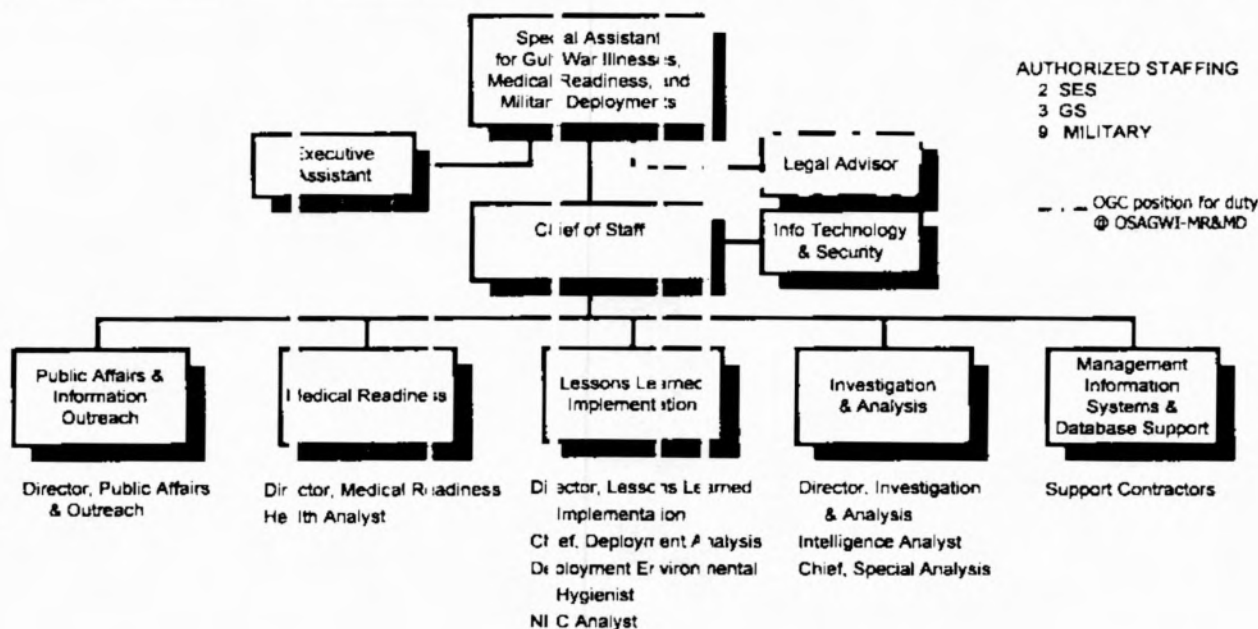 Special Assistant
for Gulf War Illnesses,
Medical Readiness, and
Military Deployments
AUTHORIZED STAFFING
2 SES
3 GS
9 MILITARY
Executive
Assistant
Legal Advisor
OGC position for duty
@ OSAGWI-MR&MD
Chief of Staff
Info Technology
& Security
Public Affairs &
Information
Outreach
Medical Readiness
Lessons Learned
Implementation
Investigation
& Analysis
Management
Information
Systems &
Database Support
Director, Public Affairs
& Outreach
Director, Medical Readiness
Health Analyst
Director, Lessons Learned
Implementation
Chief, Deployment Analysis
Deployment Environmental
Hygienist
Analyst
Director, Investigation
& Analysis
Intelligence Analyst
Chief, Special Analysis
Support Contractors